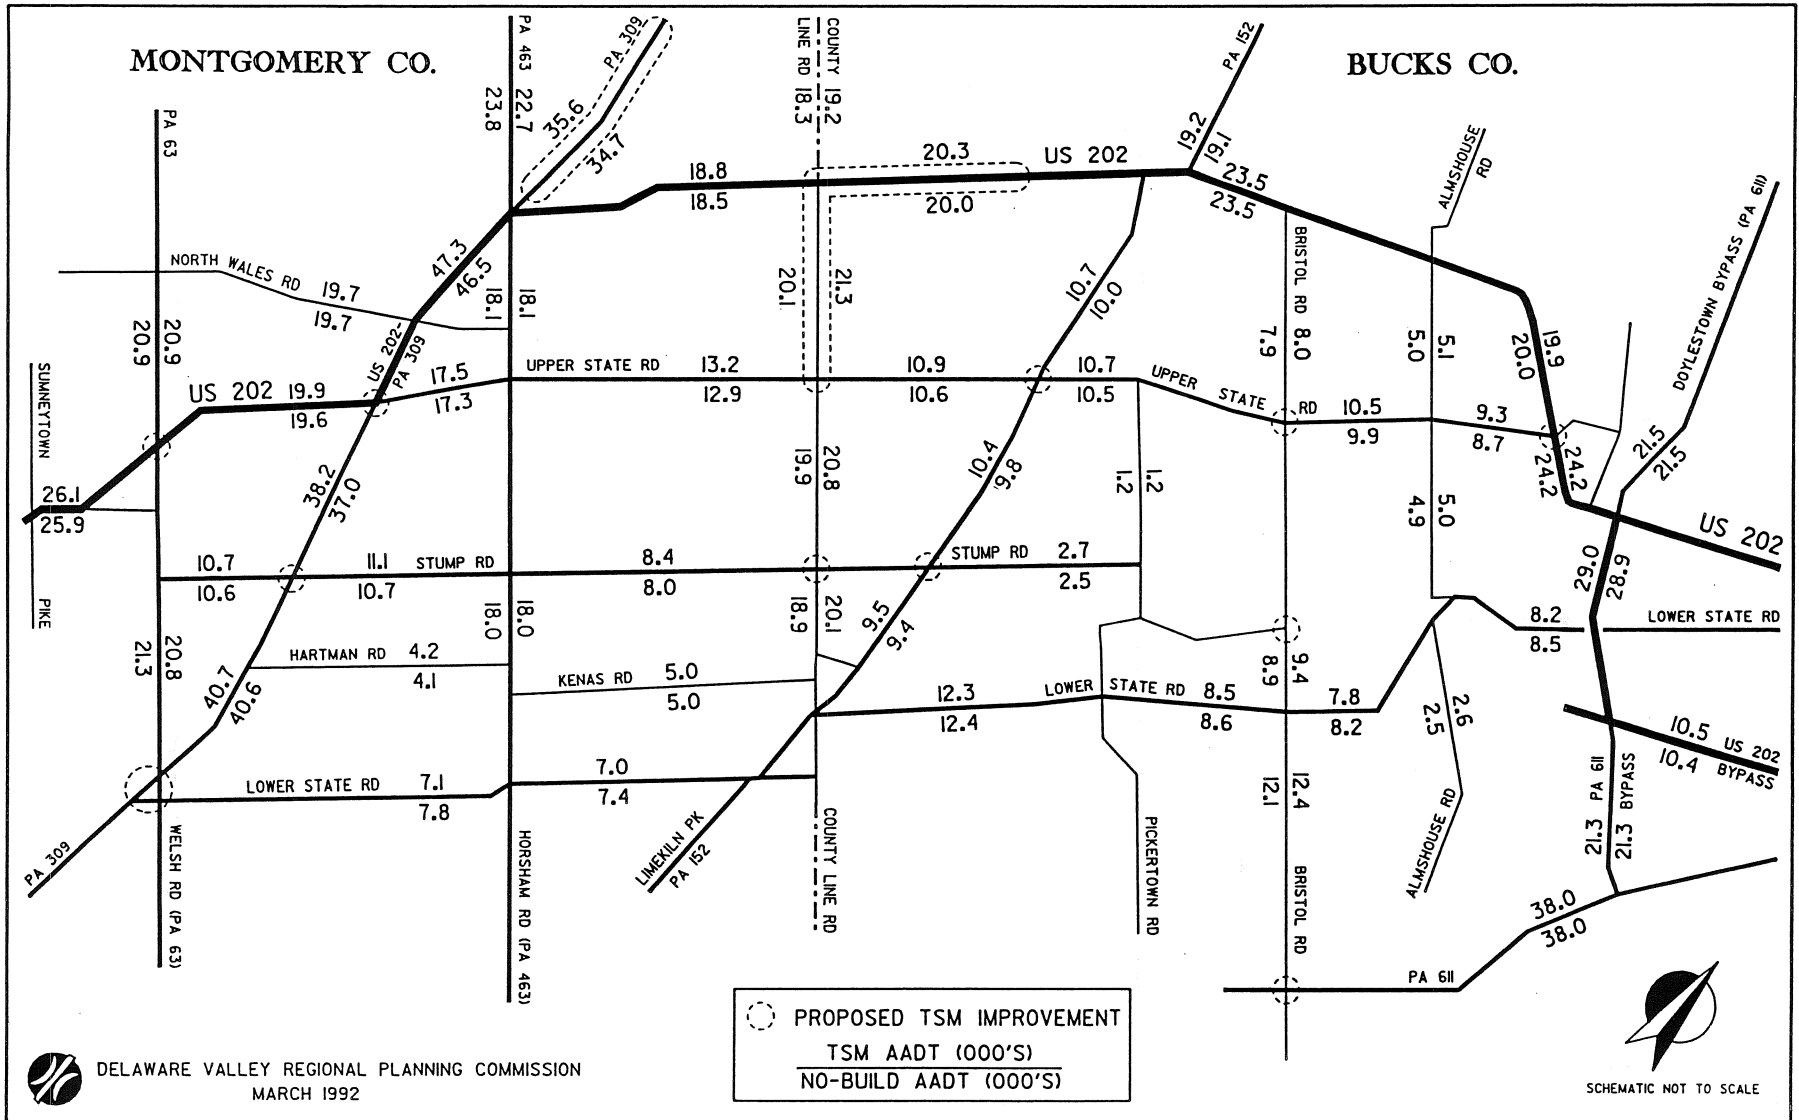 MONTGOMERY CO.
BUCKS CO.
PA 463
22.7
23.8
PA 309
35.6
34.7
COUNTY
LINE RD
19.2
18.3
PA 152
19.2
19.1
PA 63
18.8
18.5
20.3
20.0
US 202
23.5
23.5
ALMSHOUSE
RD
DOYLESTOWN BYPASS (PA 611)
NORTH WALES RD
19.7
19.7
47.3
46.5
18.1
18.1
21.3
20.1
10.7
10.0
BRISTOL RD
8.0
7.9
5.1
5.0
19.9
20.0
20.9
20.9
US 202-
PA 309
SUMNEYTOWN
PIKE
US 202
19.9
19.6
17.5
17.3
UPPER STATE RD
13.2
12.9
10.9
10.6
10.7
10.5
UPPER STATE RD
10.5
9.9
9.3
8.7
24.2
24.2
21.5
21.5
26.1
25.9
38.2
37.0
20.8
19.9
10.4
9.8
1.2
1.2
5.0
4.9
US 202
10.7
10.6
11.1
10.7
STUMP RD
8.4
8.0
STUMP RD
2.7
2.5
29.0
28.9
20.8
21.3
18.0
18.0
20.1
18.9
9.5
9.4
8.2
8.5
LOWER STATE RD
HARTMAN RD
4.2
4.1
40.7
40.6
KENAS RD
5.0
5.0
12.3
12.4
LOWER STATE RD
8.5
8.6
9.4
8.9
7.8
8.2
2.6
2.5
10.5
10.4
US 202
BYPASS
LOWER STATE RD
7.1
7.8
7.0
7.4
12.4
12.1
21.3 PA 611
21.3 BYPASS
PA 309
WELSH RD (PA 63)
HORSHAM RD (PA 463)
LIMEKILN PK
PA 152
COUNTY LINE RD
PICKERTOWN RD
BRISTOL RD
ALMSHOUSE RD
38.0
38.0
PA 611
PROPOSED TSM IMPROVEMENT
TSM AADT (000'S)
NO-BUILD AADT (000'S)
DELAWARE VALLEY REGIONAL PLANNING COMMISSION
MARCH 1992
SCHEMATIC NOT TO SCALE